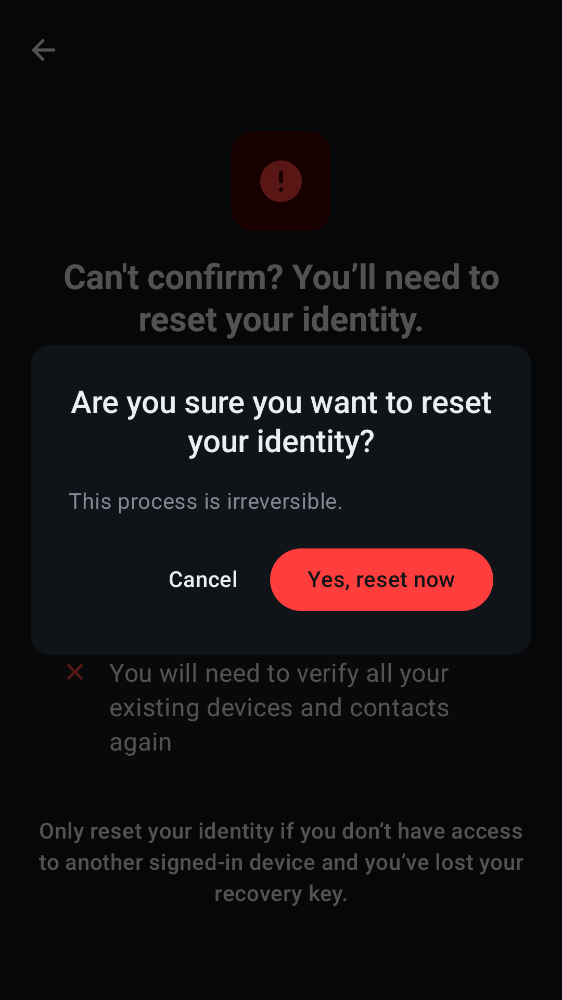 Can't confirm? You’ll need to
reset your identity.
Are you sure you want to reset
your identity?
This process is irreversible.
Cancel
Yes, reset now
You will need to verify all your
existing devices and contacts
again
Only reset your identity if you don’t have access
to another signed-in device and you’ve lost your
recovery key.